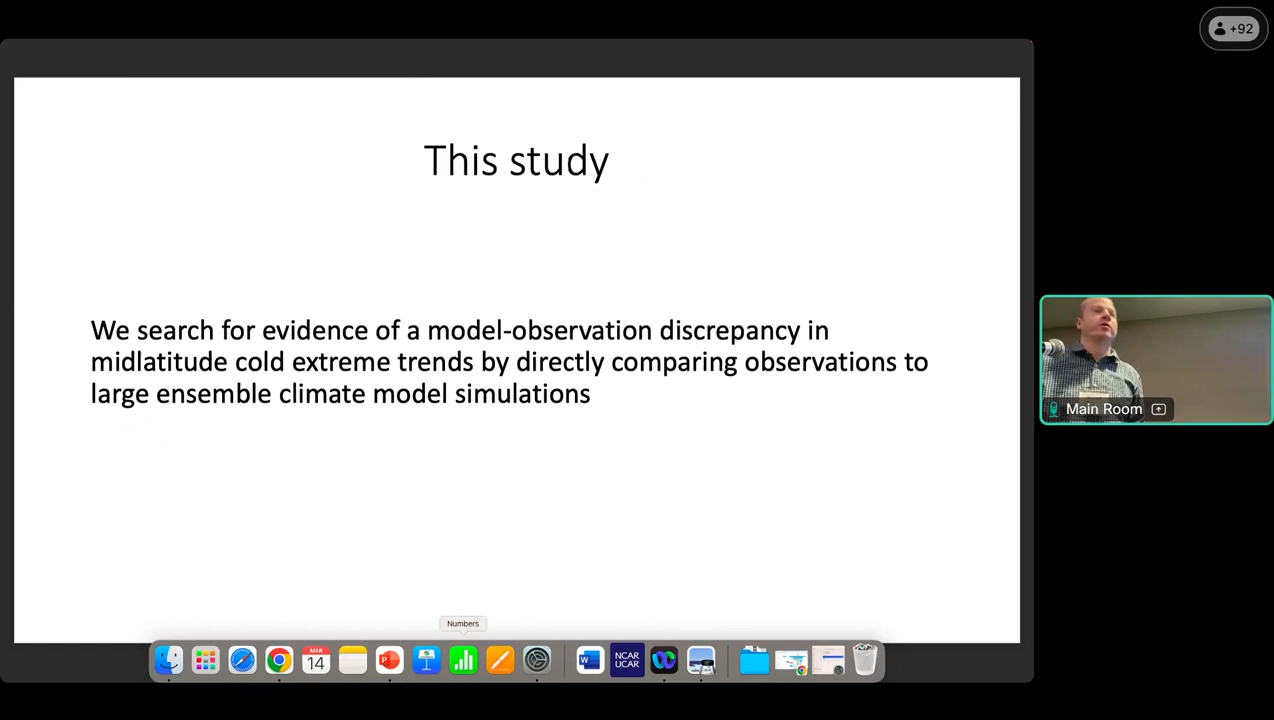 +92
This study
We search for evidence of a model-observation discrepancy in
midlatitude cold extreme trends by directly comparing observations to
large ensemble climate model simulations
Main Room
Numbers
MAR
14
P
W
NCAR
UCAR